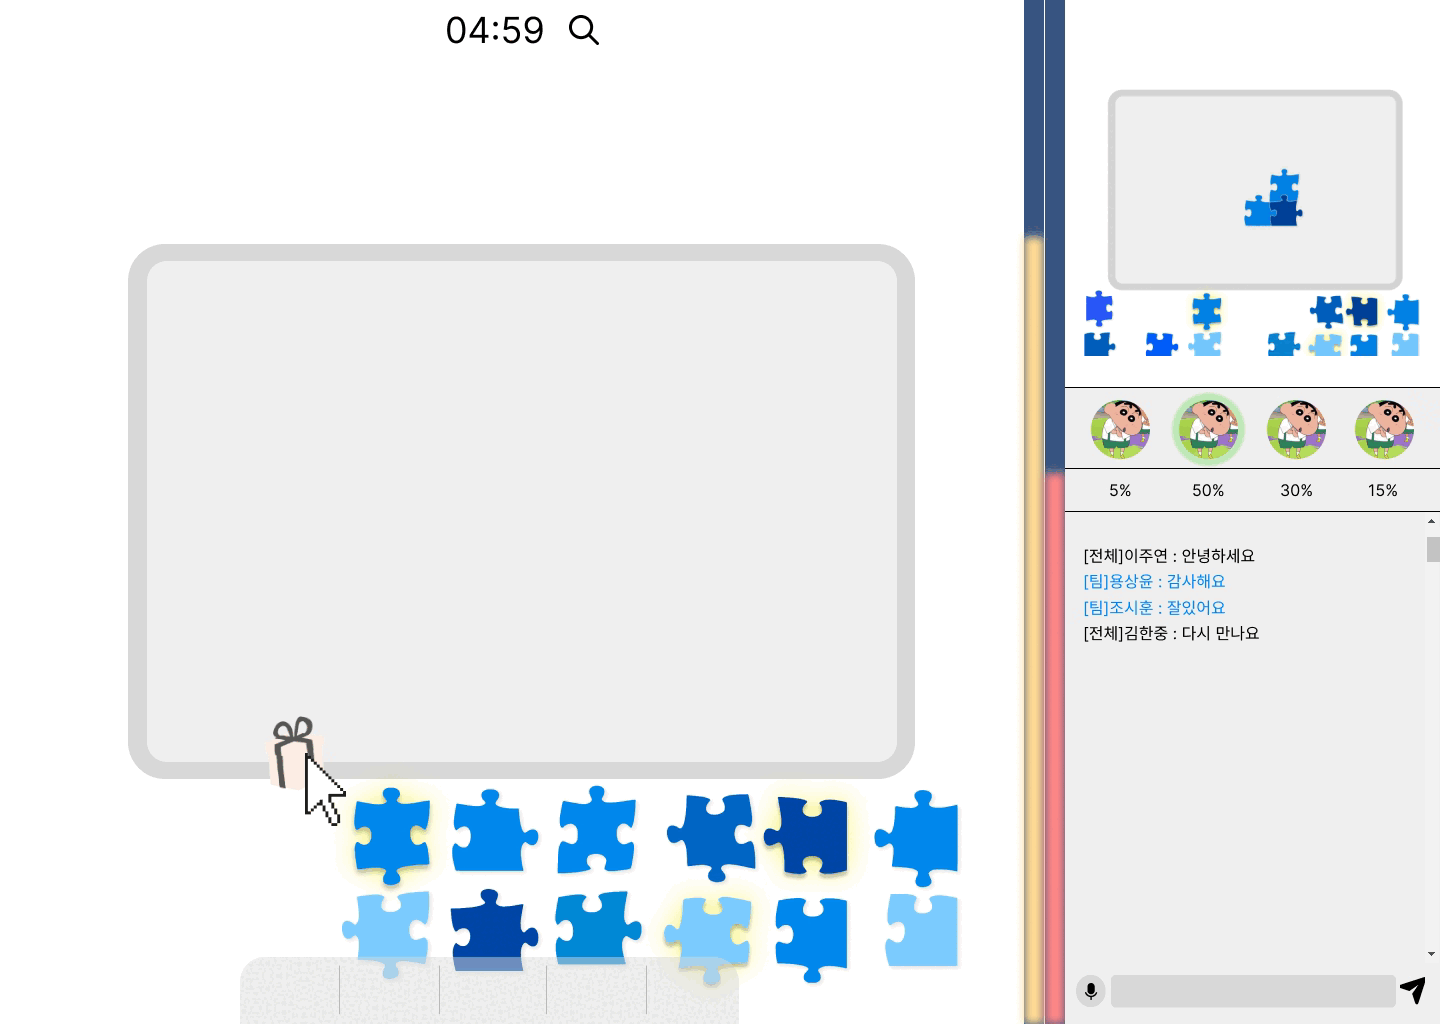 04:59
5% 50% 30% 15%
[전체]이주연 : 안녕하세요
[팀]용상윤 : 감사해요
[팀]조시훈 : 잘있어요
[전체]김한중 : 다시 만나요